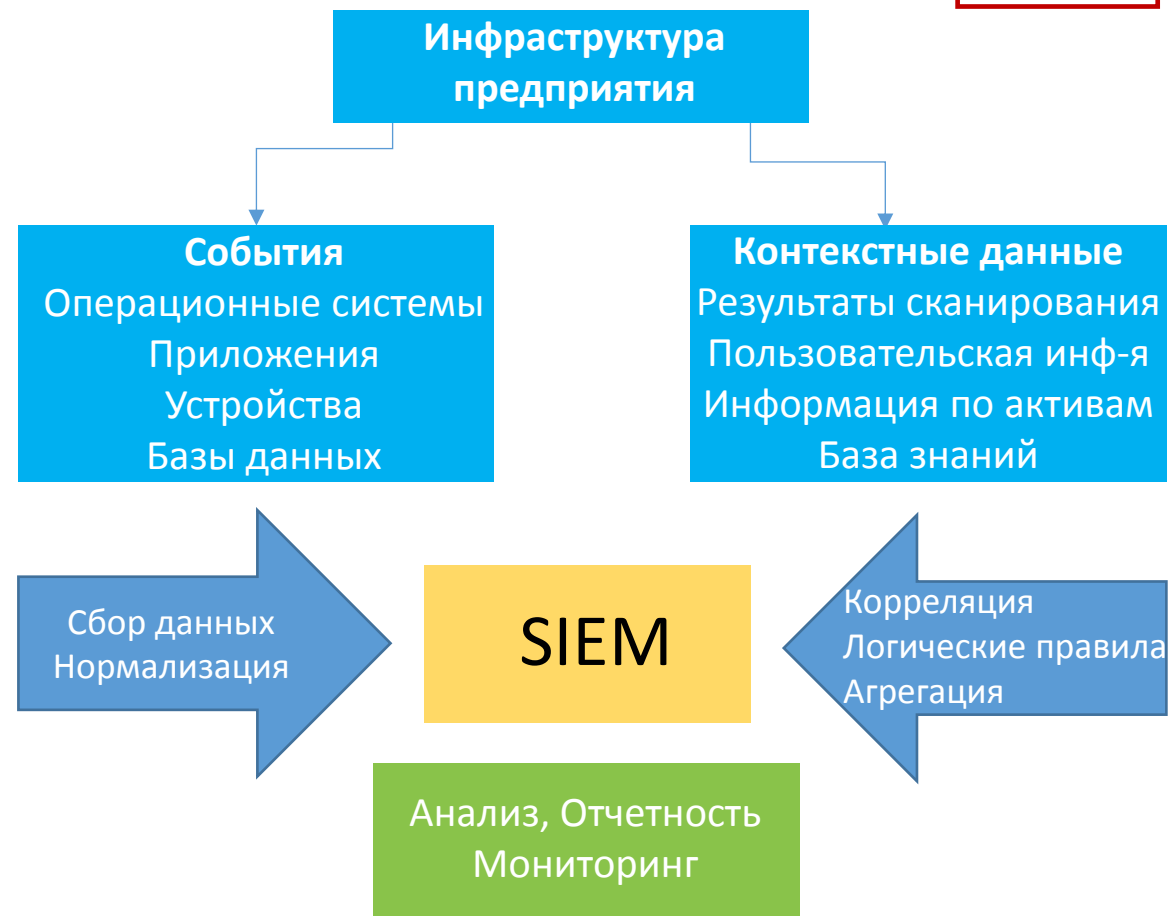 Инфраструктура
предприятия
События
Операционные системы
Приложения
Устройства
Базы данных
Контекстные данные
Результаты сканирования
Пользовательская инф-я
Информация по активам
База знаний
Сбор данных
Нормализация
SIEM
Корреляция
Логические правила
Агрегация
Анализ, Отчетность
Мониторинг